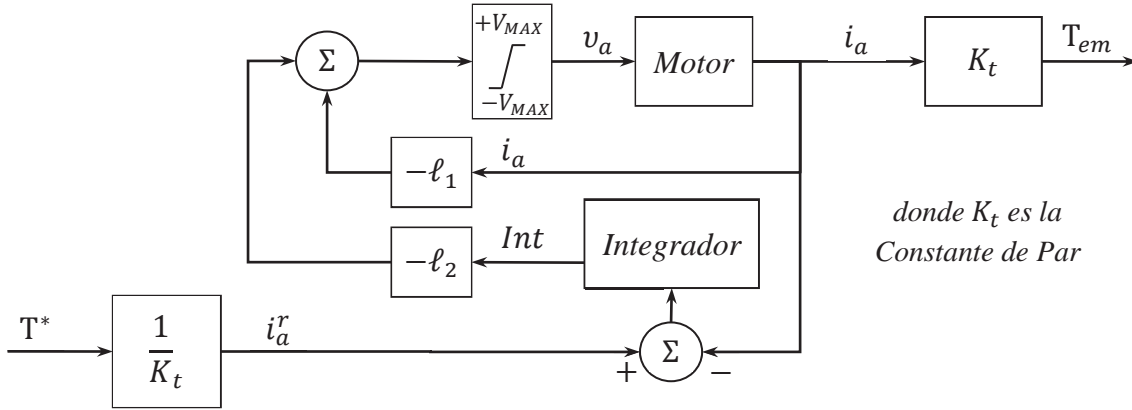 +V_MAX
Σ
−V_MAX
v_a
Motor
i_a
K_t
T_em
−ℓ_1
i_a
donde K_t es la
Constante de Par
−ℓ_2
Int
Integrador
T*
1
K_t
i_a^r
Σ
+
−